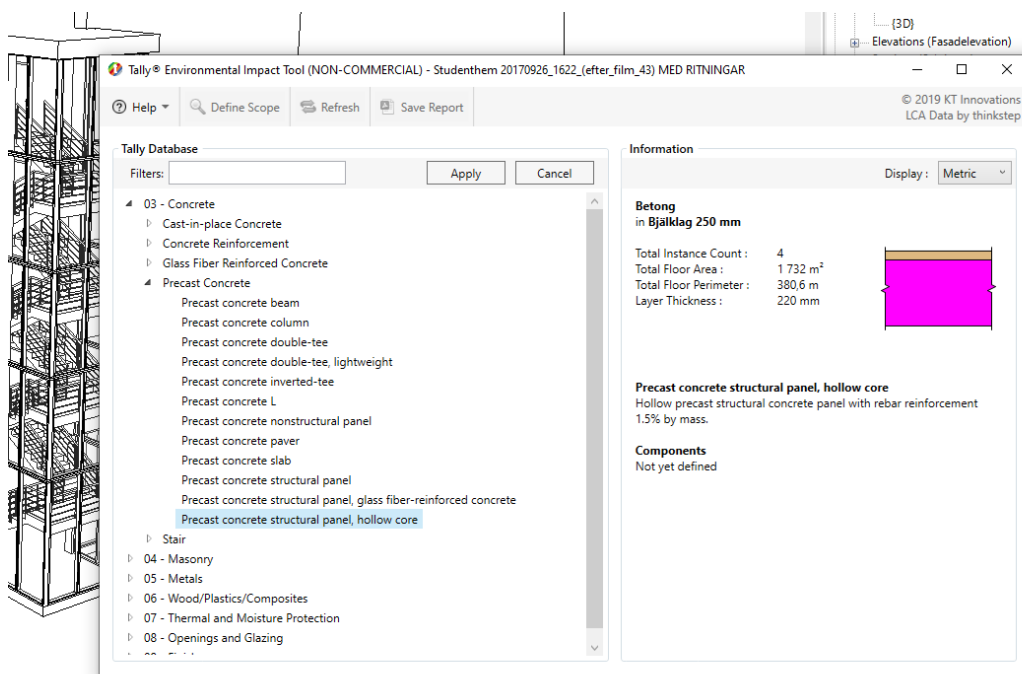 {3D}
Elevations (Fasadelevation)
Tally® Environmental Impact Tool (NON-COMMERCIAL) - Studenthem 20170926_1622_(efter_film_43) MED RITNINGAR
Help
Define Scope
Refresh
Save Report
© 2019 KT Innovations
LCA Data by thinkstep
Tally Database
Filters:
Apply
Cancel
03 - Concrete
Cast-in-place Concrete
Concrete Reinforcement
Glass Fiber Reinforced Concrete
Precast Concrete
Precast concrete beam
Precast concrete column
Precast concrete double-tee
Precast concrete double-tee, lightweight
Precast concrete inverted-tee
Precast concrete L
Precast concrete nonstructural panel
Precast concrete paver
Precast concrete slab
Precast concrete structural panel
Precast concrete structural panel, glass fiber-reinforced concrete
Precast concrete structural panel, hollow core
Stair
04 - Masonry
05 - Metals
06 - Wood/Plastics/Composites
07 - Thermal and Moisture Protection
08 - Openings and Glazing
Information
Display : Metric
Betong
in Bjälklag 250 mm
Total Instance Count : 4
Total Floor Area : 1 732 m²
Total Floor Perimeter : 380,6 m
Layer Thickness : 220 mm
Precast concrete structural panel, hollow core
Hollow precast structural concrete panel with rebar reinforcement
1.5% by mass.
Components
Not yet defined